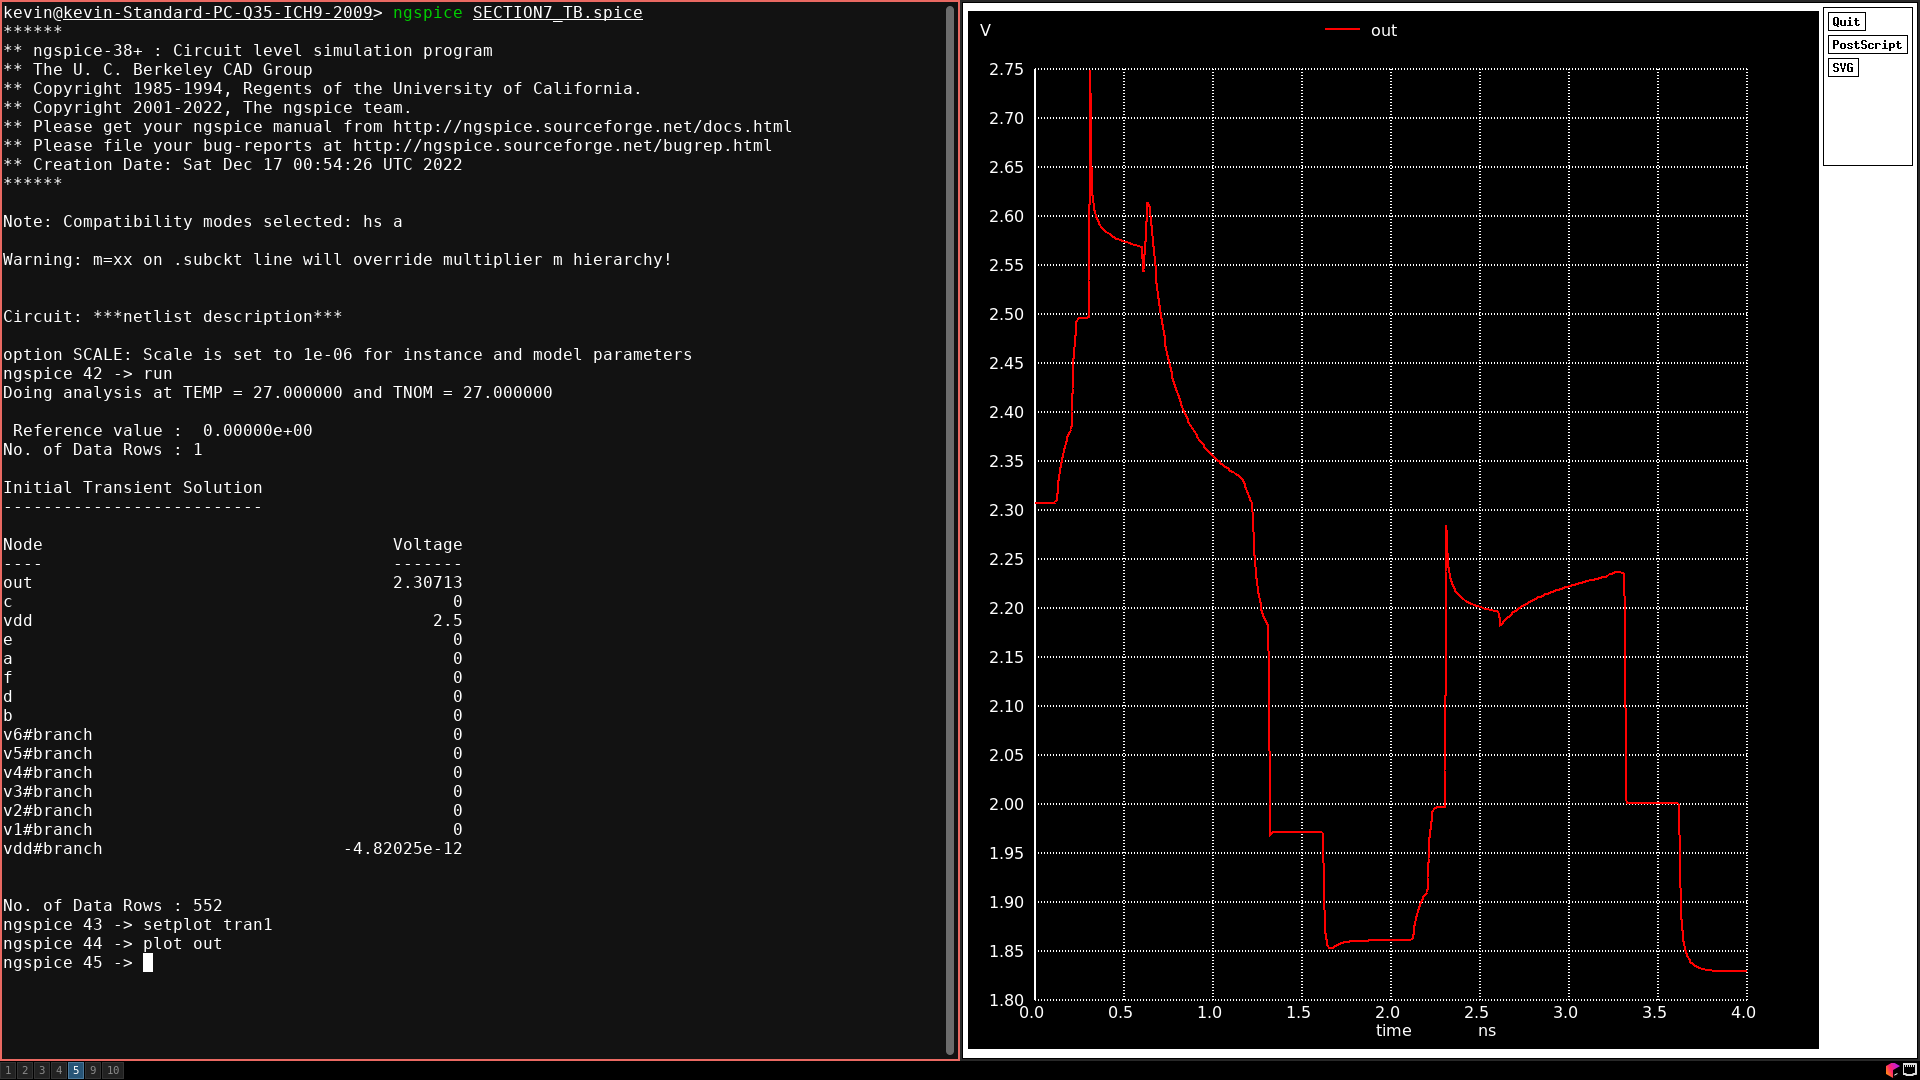 kevin@kevin-Standard-PC-Q35-ICH9-2009> ngspice SECTION7_TB.spice
******
** ngspice-38+ : Circuit level simulation program
** The U. C. Berkeley CAD Group
** Copyright 1985-1994, Regents of the University of California.
** Copyright 2001-2022, The ngspice team.
** Please get your ngspice manual from http://ngspice.sourceforge.net/docs.html
** Please file your bug-reports at http://ngspice.sourceforge.net/bugrep.html
** Creation Date: Sat Dec 17 00:54:26 UTC 2022
******
Note: Compatibility modes selected: hs a
Warning: m=xx on .subckt line will override multiplier m hierarchy!
Circuit: ***netlist description***
option SCALE: Scale is set to 1e-06 for instance and model parameters
ngspice 42 -> run
Doing analysis at TEMP = 27.000000 and TNOM = 27.000000
Reference value :  0.00000e+00
No. of Data Rows : 1
Initial Transient Solution
--------------------------
Node Voltage
---- -------
out 2.30713
c 0
vdd 2.5
e 0
a 0
f 0
d 0
b 0
v6#branch 0
v5#branch 0
v4#branch 0
v3#branch 0
v2#branch 0
v1#branch 0
vdd#branch -4.82025e-12
No. of Data Rows : 552
ngspice 43 -> setplot tran1
ngspice 44 -> plot out
ngspice 45 ->
V
out
2.75
2.70
2.65
2.60
2.55
2.50
2.45
2.40
2.35
2.30
2.25
2.20
2.15
2.10
2.05
2.00
1.95
1.90
1.85
1.80
0.0 0.5 1.0 1.5 2.0 2.5 3.0 3.5 4.0
time ns
Quit
PostScript
SVG
1 2 3 4 5 9 10